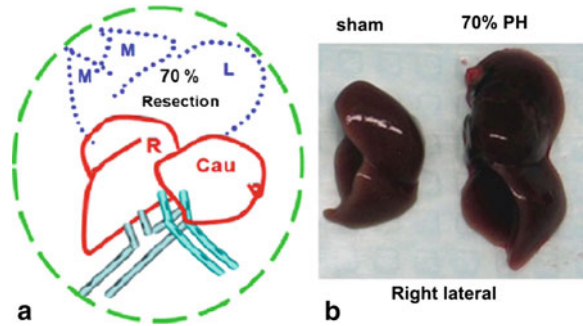 M
M
70 %
L
Resection
R
Cau
a
sham
70% PH
Right lateral
b